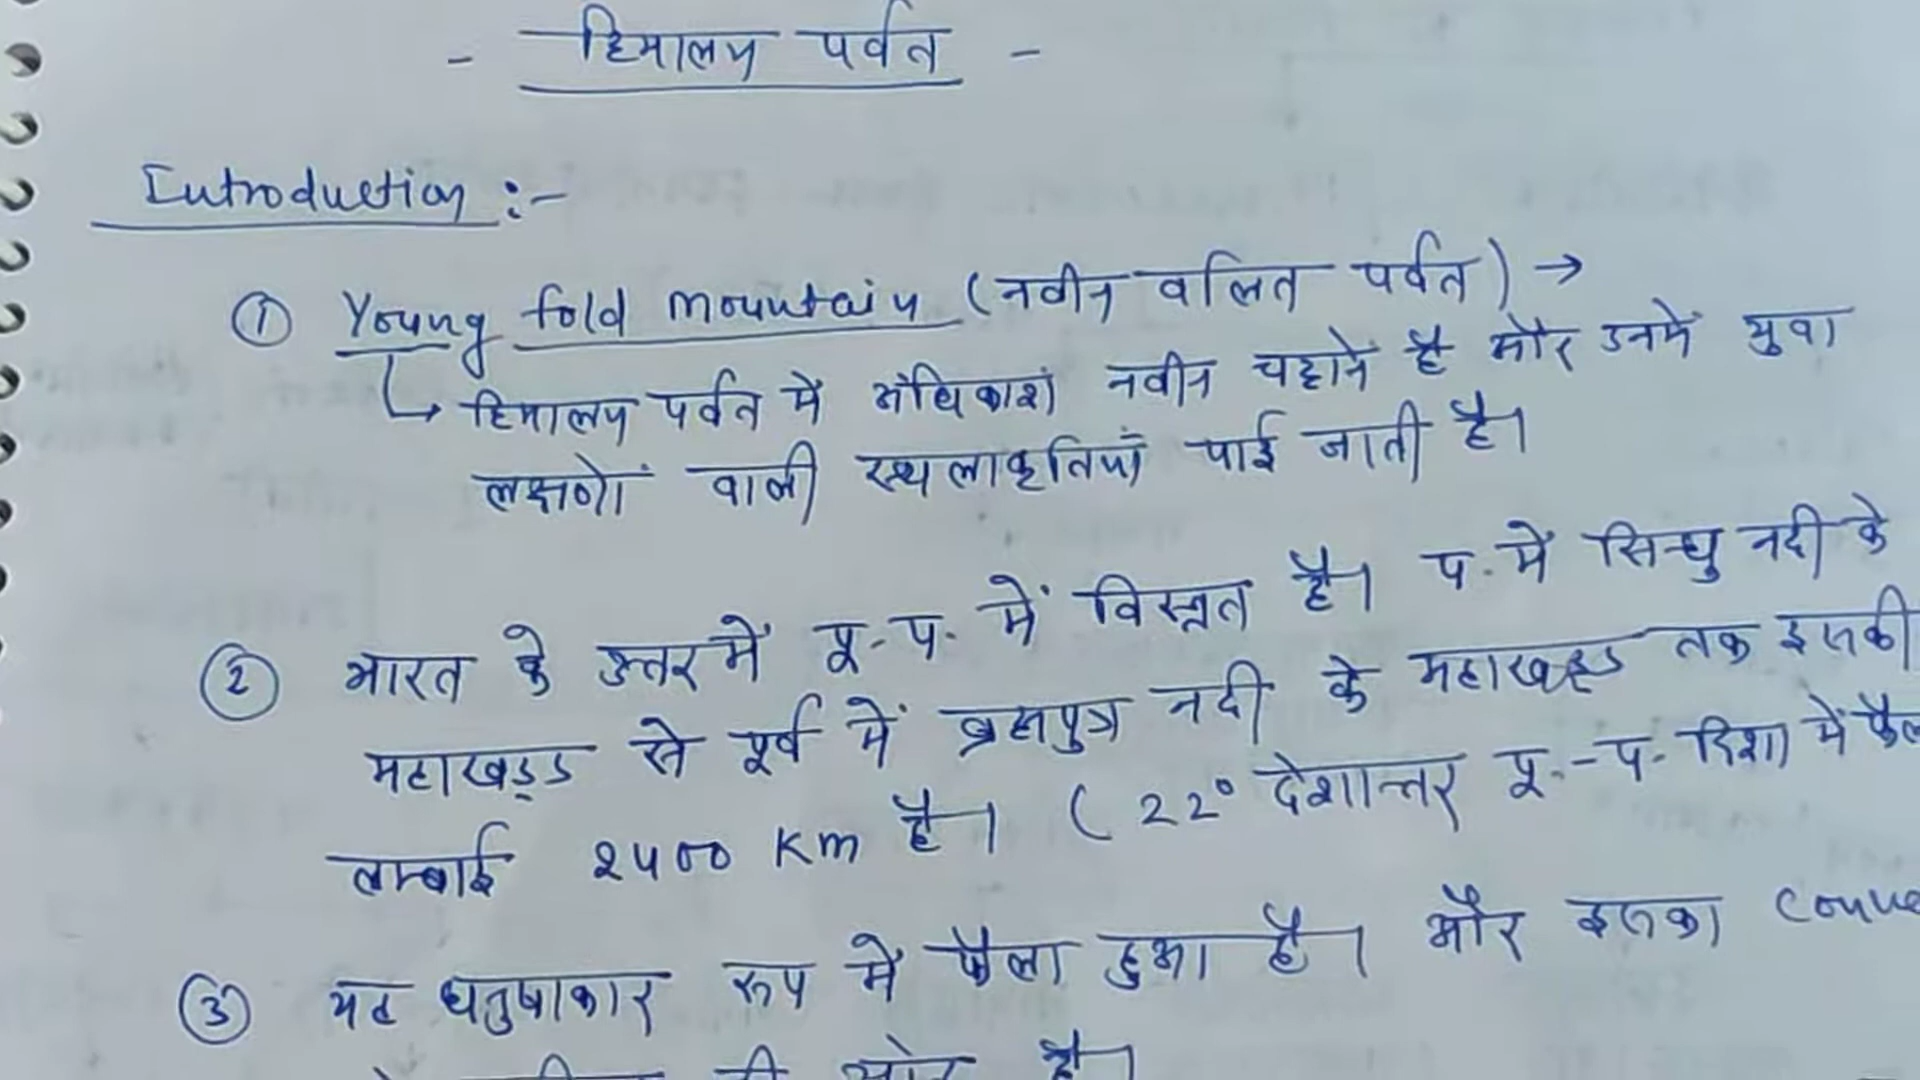 - हिमालय पर्वत -
Introduction :-
① Young fold mountain (नवीन वलित पर्वत) →
↳ हिमालय पर्वत में अधिकांश नवीन चट्टाने है और उनमें युवा
लक्षणों वाली स्थलाकृतियाँ पाई जाती है।
② भारत के उत्तर में पू.-प. में विस्तृत है। प. में सिन्धु नदी के
महाखड्ड से पूर्व में ब्रह्मपुत्र नदी के महाखड्ड तक इसकी
लम्बाई 2400 Km है। (22° देशान्तर पू.-प. दिशा में फैल
③ यह धनुषाकार रूप में फैला हुआ है। और इसका Conve
की ओर है।